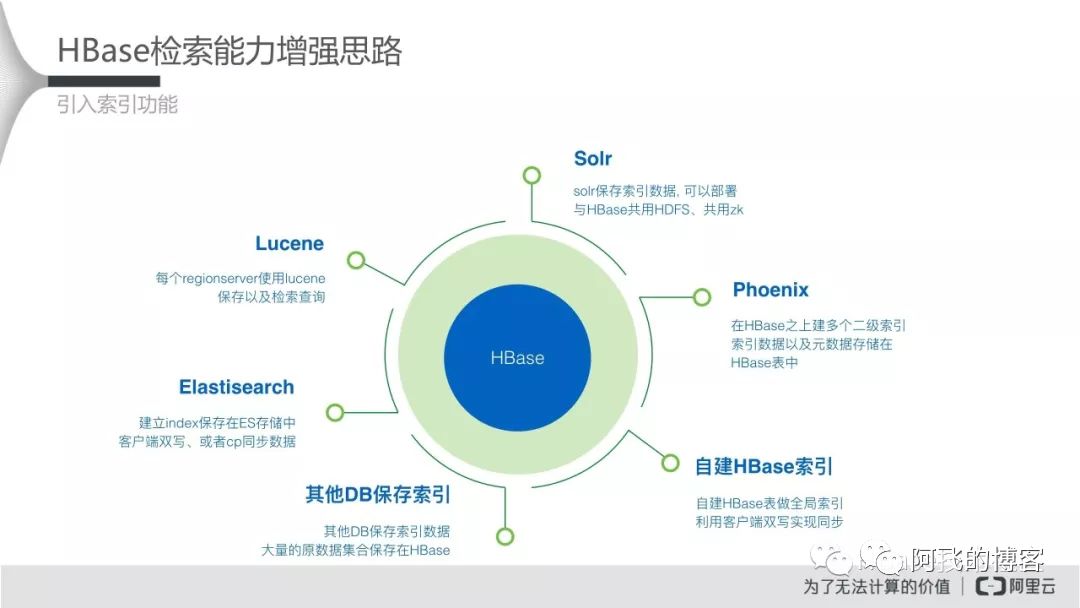 HBase检索能力增强思路
引入索引功能
Solr
solr保存索引数据, 可以部署
与HBase共用HDFS、共用zk
Lucene
每个regionserver使用lucene
保存以及检索查询
Phoenix
在HBase之上建多个二级索引
索引数据以及元数据存储在
HBase表中
HBase
Elastisearch
建立index保存在ES存储中
客户端双写、或者cp同步数据
自建HBase索引
自建HBase表做全局索引
利用客户端双写实现同步
其他DB保存索引
其他DB保存索引数据
大量的原数据集合保存在HBase
阿飞的博客
为了无法计算的价值 | 阿里云